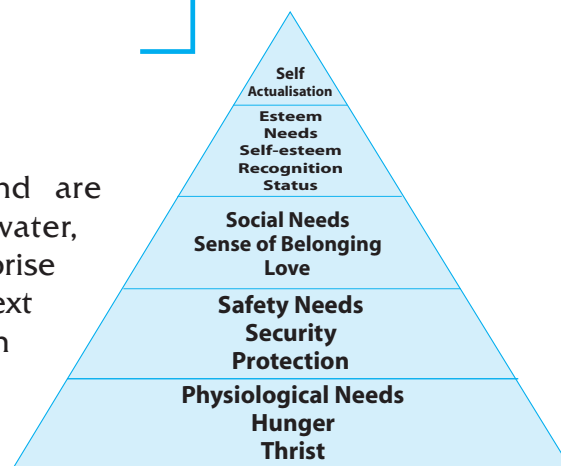 nd are
water,
prise
ext
n
Self
Actualisation
Esteem
Needs
Self-esteem
Recognition
Status
Social Needs
Sense of Belonging
Love
Safety Needs
Security
Protection
Physiological Needs
Hunger
Thrist